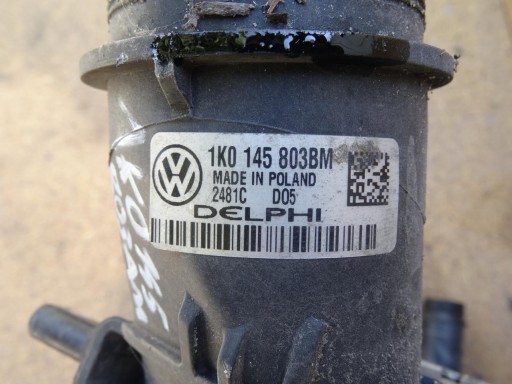 1K0 145 803BM
MADE IN POLAND
2481C D05
DELPHI